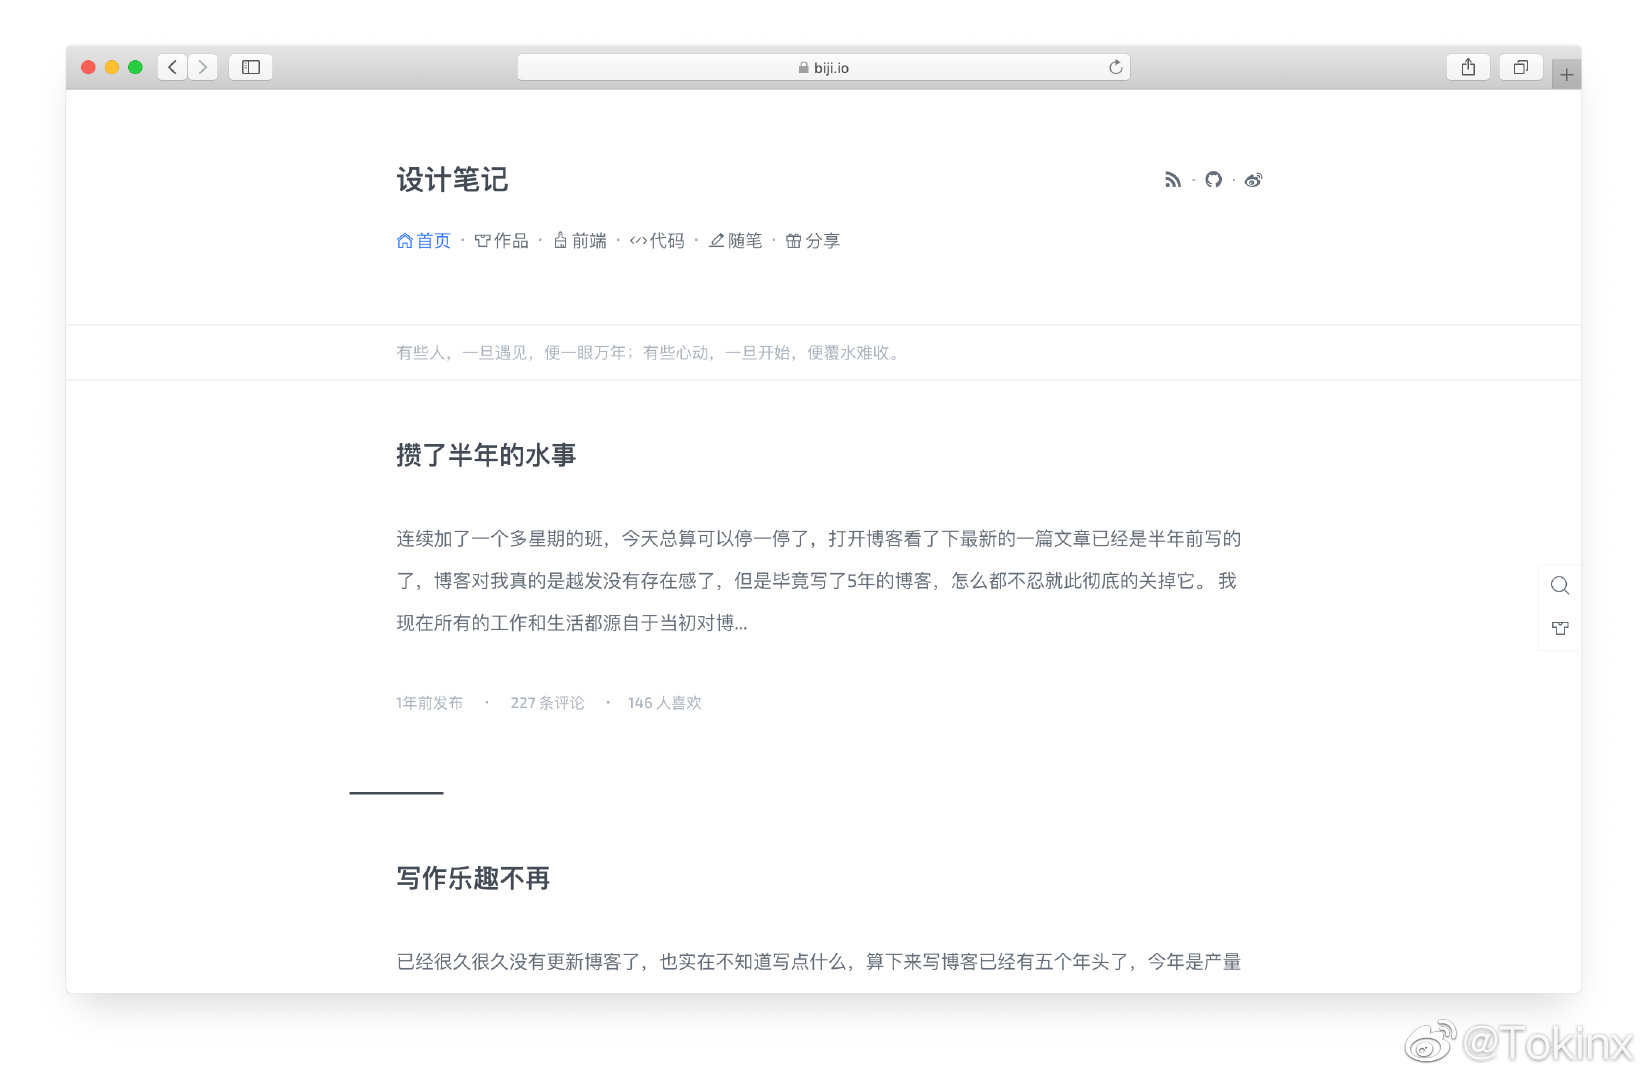 biji.io
设计笔记
首页 · 作品 · 前端 · 代码 · 随笔 · 分享
有些人，一旦遇见，便一眼万年；有些心动，一旦开始，便覆水难收。
攒了半年的水事
连续加了一个多星期的班，今天总算可以停一停了，打开博客看了下最新的一篇文章已经是半年前写的
了，博客对我真的是越发没有存在感了，但是毕竟写了5年的博客，怎么都不忍就此彻底的关掉它。 我
现在所有的工作和生活都源自于当初对博...
1年前发布 · 227 条评论 · 146 人喜欢
写作乐趣不再
已经很久很久没有更新博客了，也实在不知道写点什么，算下来写博客已经有五个年头了，今年是产量
@Tokinx